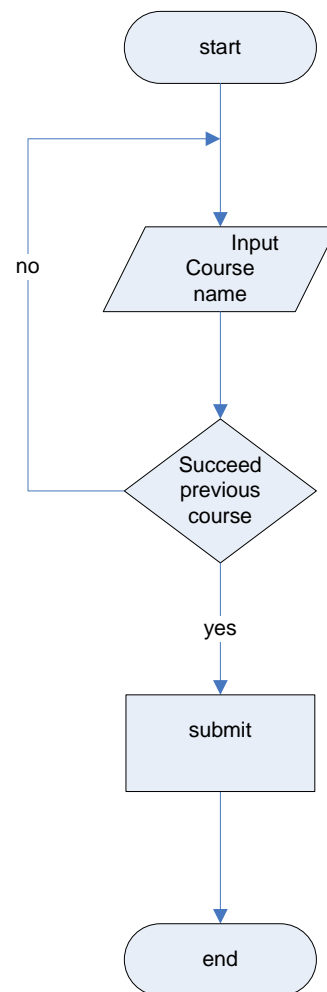 start
Input
Course
name
no
Succeed
previous
course
yes
submit
end